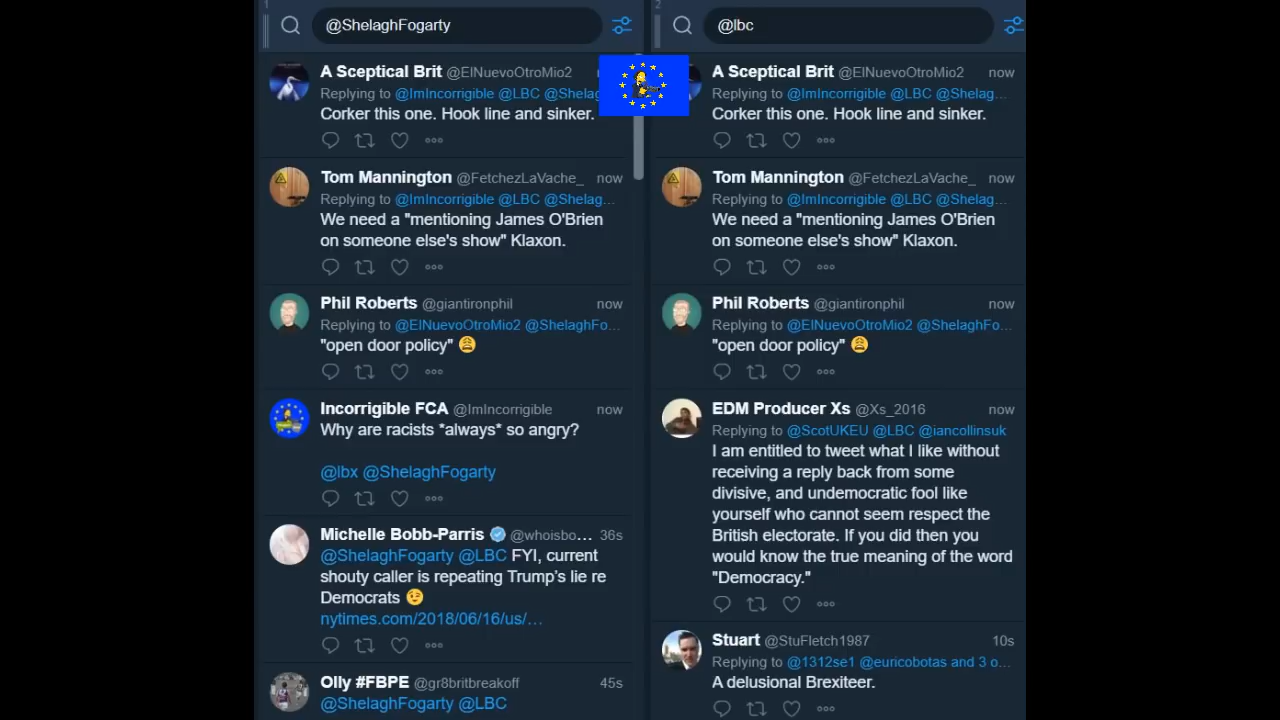 1
@ShelaghFogarty
A Sceptical Brit @ElNuevoOtroMio2
Replying to @ImIncorrigible @LBC @Shelag
Corker this one. Hook line and sinker.
Tom Mannington @FetchezLaVache_ now
Replying to @ImIncorrigible @LBC @Shelag…
We need a "mentioning James O'Brien
on someone else's show" Klaxon.
Phil Roberts @giantironphil now
Replying to @ElNuevoOtroMio2 @ShelaghFo…
"open door policy" 😩
Incorrigible FCA @ImIncorrigible now
Why are racists *always* so angry?
@lbx @ShelaghFogarty
Michelle Bobb-Parris @whoisbo… 36s
@ShelaghFogarty @LBC FYI, current
shouty caller is repeating Trump's lie re
Democrats 😉
nytimes.com/2018/06/16/us/…
Olly #FBPE @gr8britbreakoff 45s
@ShelaghFogarty @LBC
2
@lbc
A Sceptical Brit @ElNuevoOtroMio2 now
Replying to @ImIncorrigible @LBC @Shelag…
Corker this one. Hook line and sinker.
Tom Mannington @FetchezLaVache_ now
Replying to @ImIncorrigible @LBC @Shelag…
We need a "mentioning James O'Brien
on someone else's show" Klaxon.
Phil Roberts @giantironphil now
Replying to @ElNuevoOtroMio2 @ShelaghFo…
"open door policy" 😩
EDM Producer Xs @Xs_2016 now
Replying to @ScotUKEU @LBC @iancollinsuk
I am entitled to tweet what I like without
receiving a reply back from some
divisive, and undemocratic fool like
yourself who cannot seem respect the
British electorate. If you did then you
would know the true meaning of the word
"Democracy."
Stuart @StuFletch1987 10s
Replying to @1312se1 @euricobotas and 3 o…
A delusional Brexiteer.